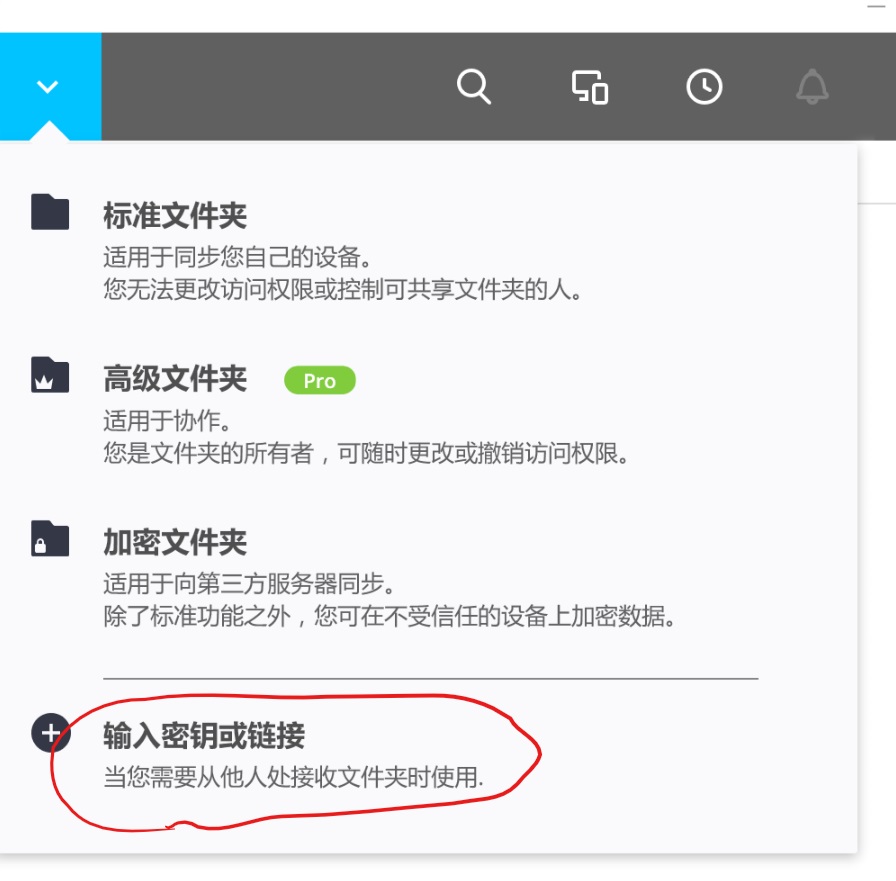 标准文件夹
适用于同步您自己的设备。
您无法更改访问权限或控制可共享文件夹的人。
高级文件夹 Pro
适用于协作。
您是文件夹的所有者，可随时更改或撤销访问权限。
加密文件夹
适用于向第三方服务器同步。
除了标准功能之外，您可在不受信任的设备上加密数据。
输入密钥或链接
当您需要从他人处接收文件夹时使用.